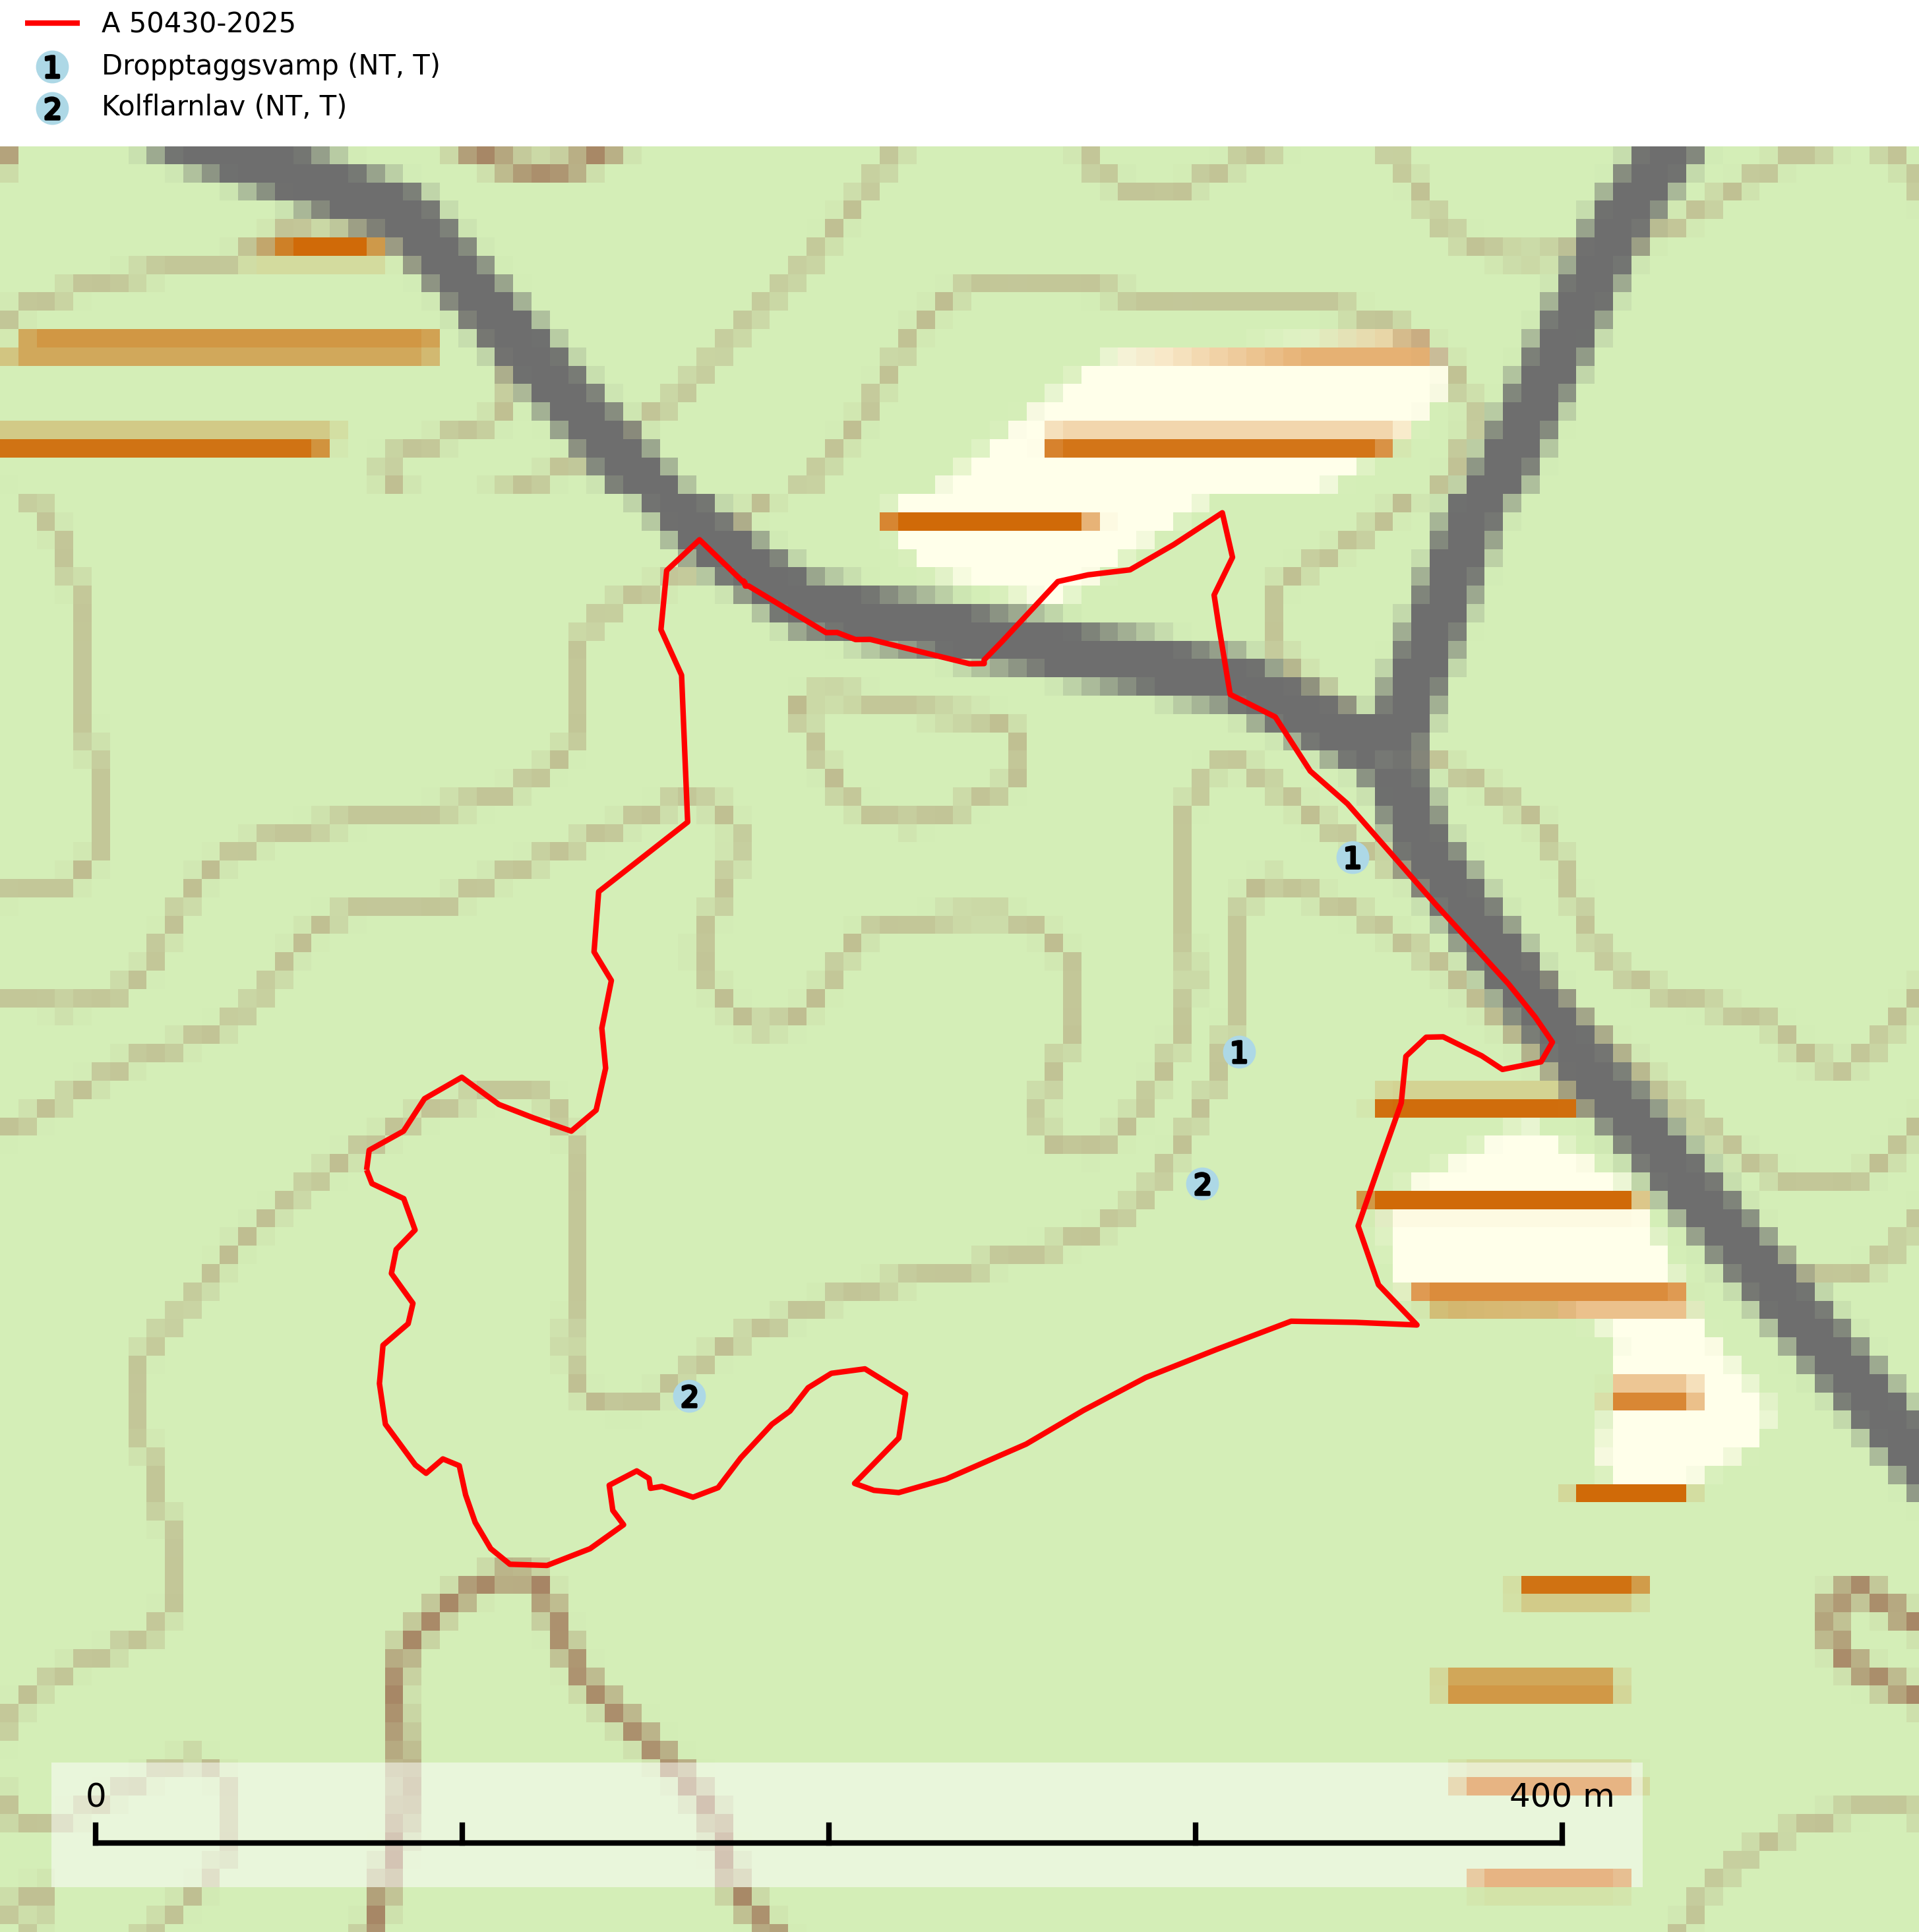 A 50430-2025
1 Dropptaggsvamp (NT, T)
2 Kolflarnlav (NT, T)
1
1
2
2
0 400 m